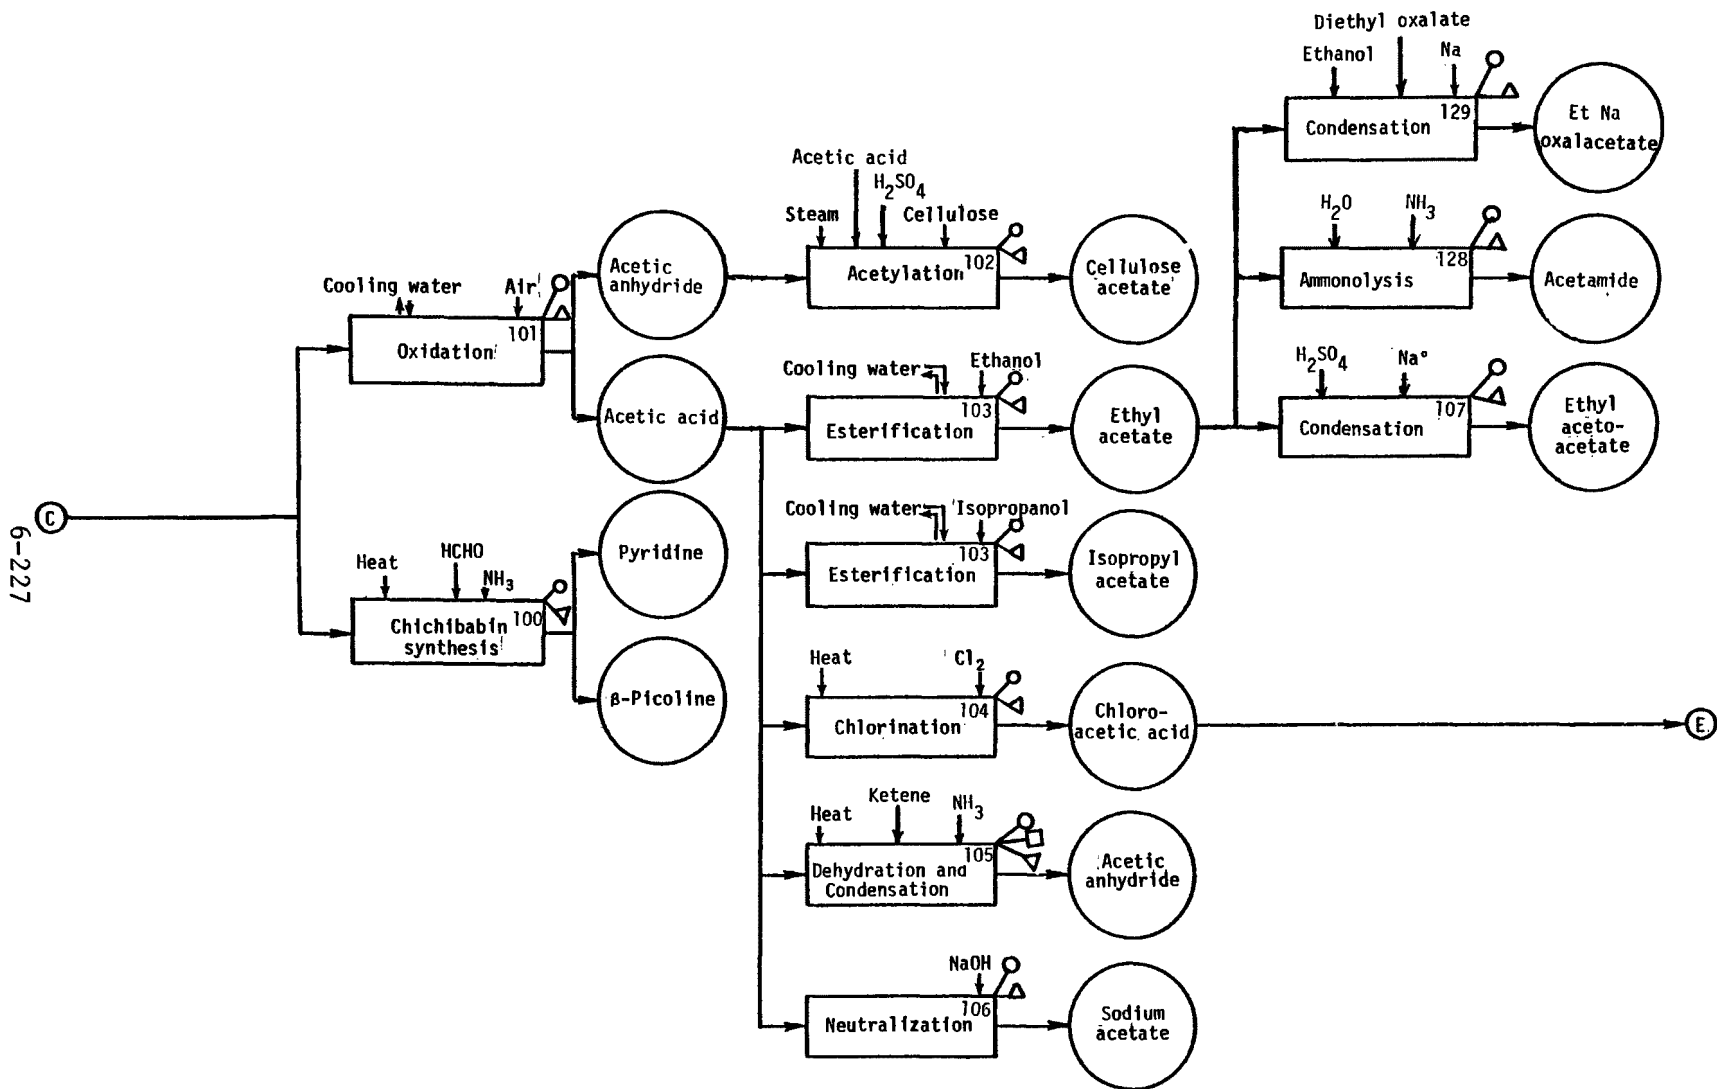 Diethyl oxalate
Ethanol
Na
129
Condensation
Et Na
oxalacetate
Acetic acid
H2SO4
Steam
Cellulose
102
Acetylation
Cellulose
acetate
H2O
NH3
128
Ammonolysis
Acetamide
Acetic
anhydride
Cooling water
Air
101
Oxidation
Acetic acid
Cooling water
Ethanol
103
Esterification
Ethyl
acetate
H2SO4
Na°
107
Condensation
Ethyl
aceto-
acetate
C
6-227
Heat
HCHO
NH3
100
Chichibabin
synthesis
Pyridine
β-Picoline
Cooling water
Isopropanol
103
Esterification
Isopropyl
acetate
Heat
Cl2
104
Chlorination
Chloro-
acetic acid
E
Heat
Ketene
NH3
105
Dehydration and
Condensation
Acetic
anhydride
NaOH
106
Neutralization
Sodium
acetate